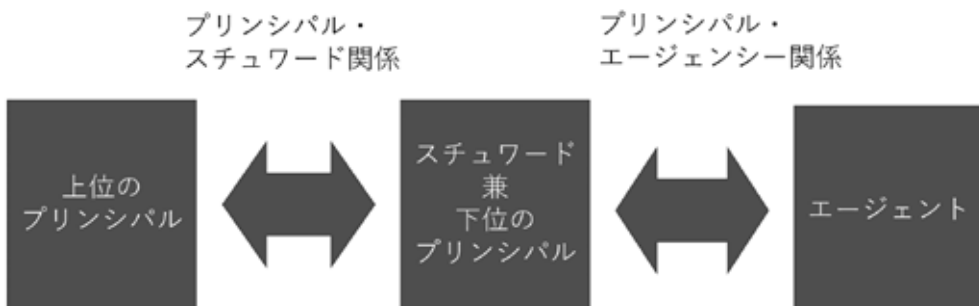 プリンシパル・
スチュワード関係
プリンシパル・
エージェンシー関係
上位の
プリンシパル
スチュワード
兼
下位の
プリンシパル
エージェント